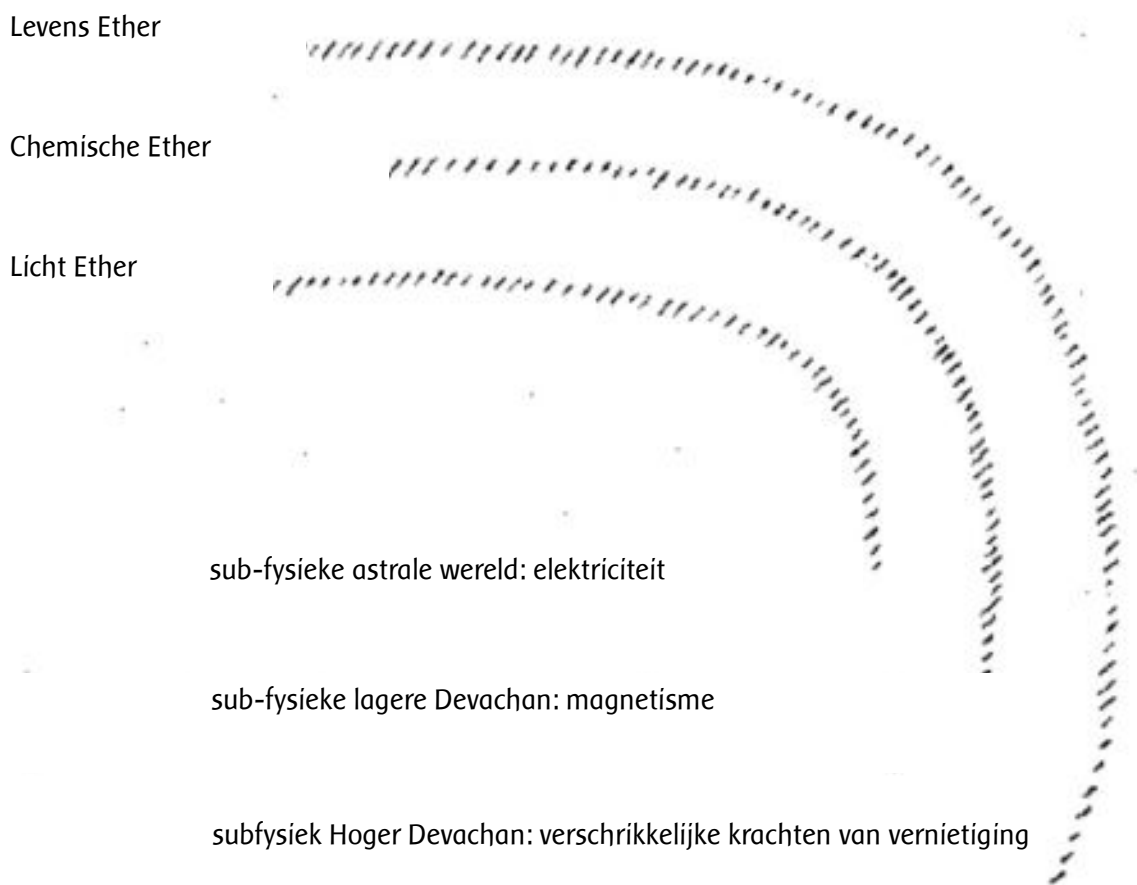 Levens Ether
Chemische Ether
Licht Ether
sub-fysieke astrale wereld: elektriciteit
sub-fysieke lagere Devachan: magnetisme
subfysiek Hoger Devachan: verschrikkelijke krachten van vernietiging